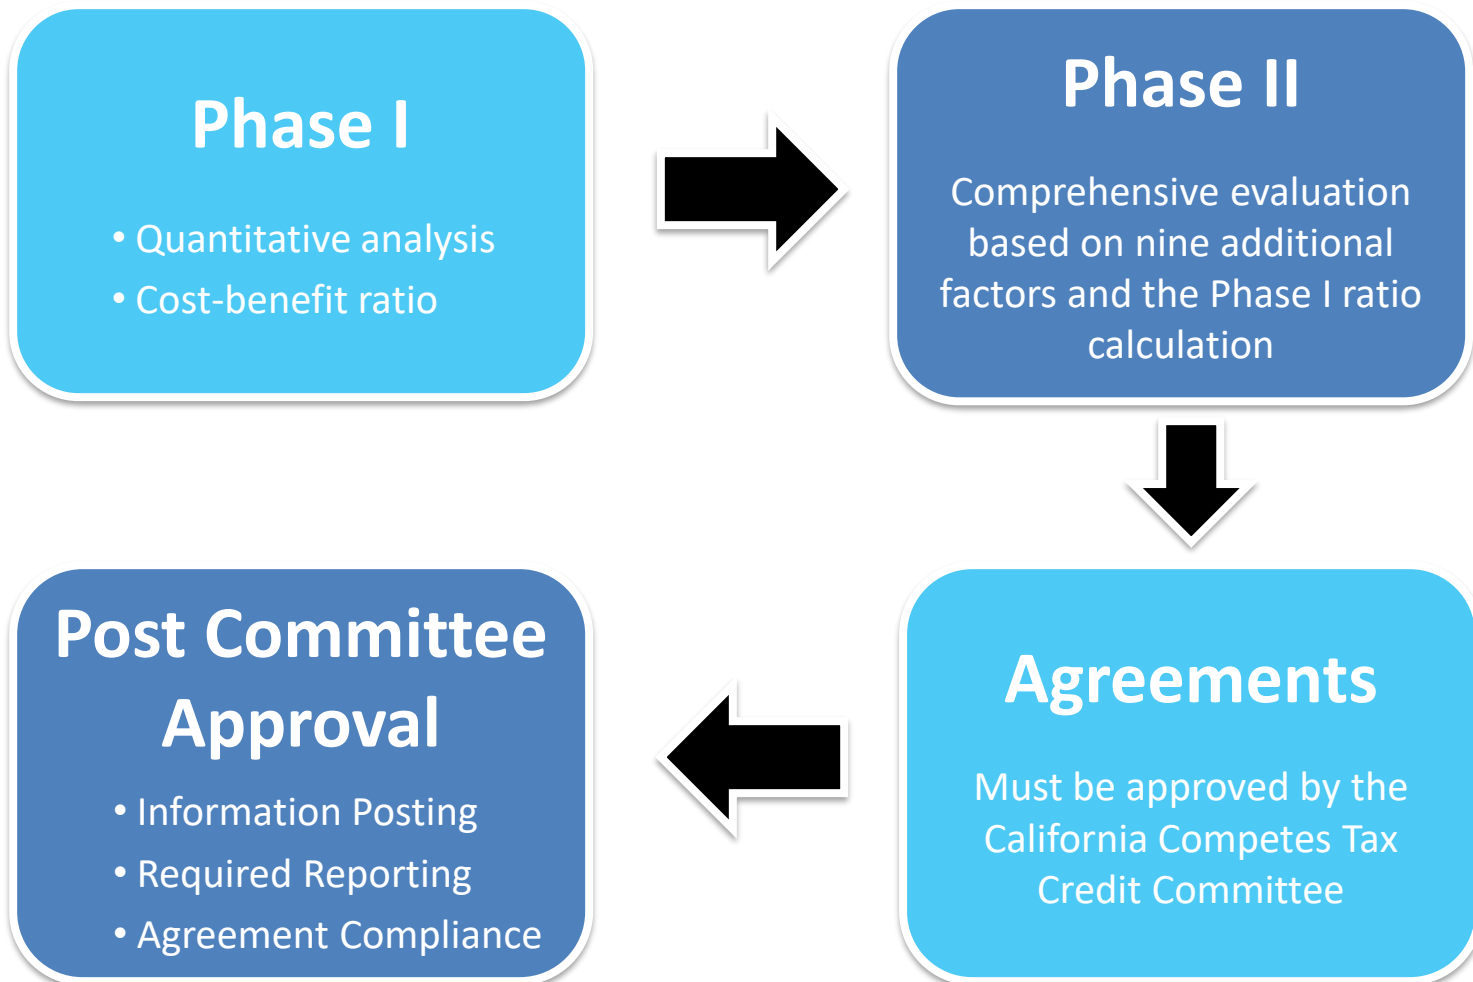 Phase I
• Quantitative analysis
• Cost-benefit ratio
Phase II
Comprehensive evaluation
based on nine additional
factors and the Phase I ratio
calculation
Agreements
Must be approved by the
California Competes Tax
Credit Committee
Post Committee
Approval
• Information Posting
• Required Reporting
• Agreement Compliance